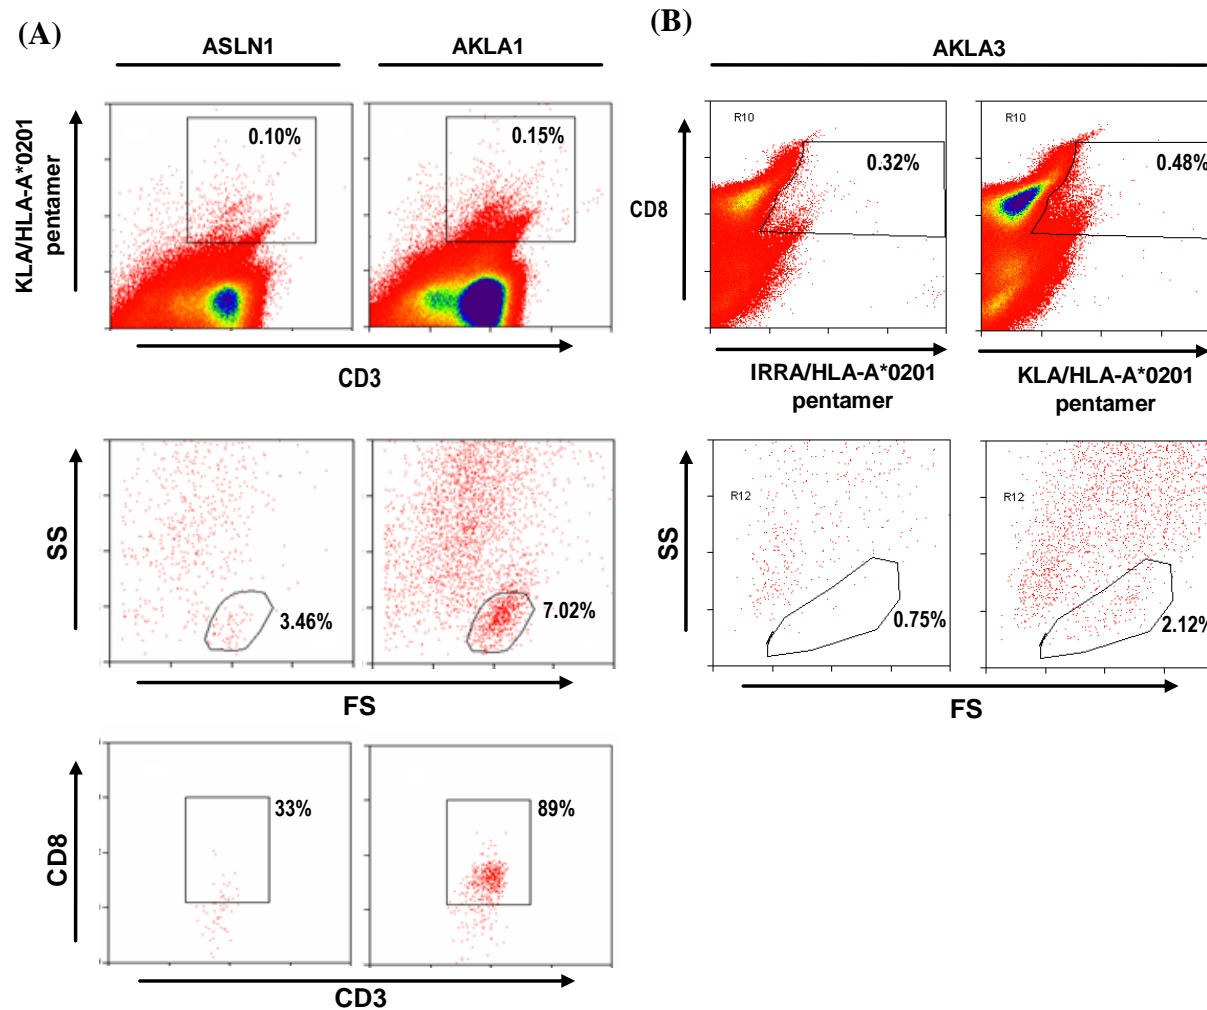 (A)
ASLN1
AKLA1
KLA/HLA-A*0201
pentamer
0.10%
0.15%
CD3
SS
3.46%
7.02%
FS
CD8
33%
89%
CD3
(B)
AKLA3
CD8
R10
0.32%
R10
0.48%
IRRA/HLA-A*0201
pentamer
KLA/HLA-A*0201
pentamer
SS
R12
0.75%
R12
2.12%
FS